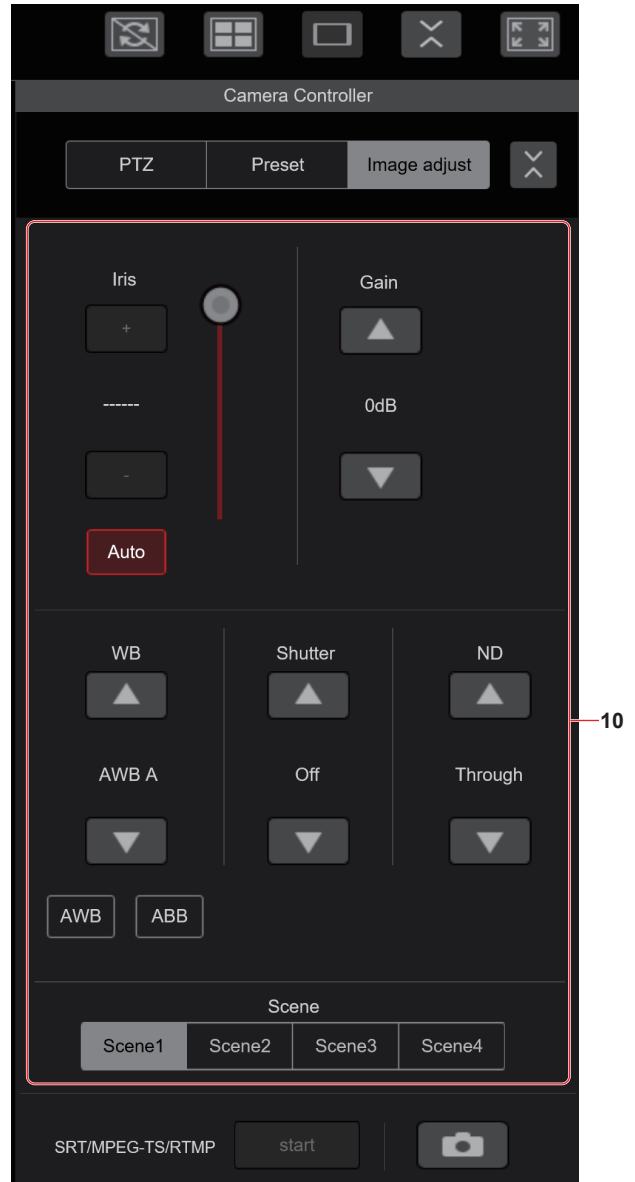 Camera Controller
PTZ Preset Image adjust
Iris Gain
+
------ 0dB
-
Auto
WB Shutter ND
10
AWB A Off Through
AWB ABB
Scene
Scene1 Scene2 Scene3 Scene4
SRT/MPEG-TS/RTMP start